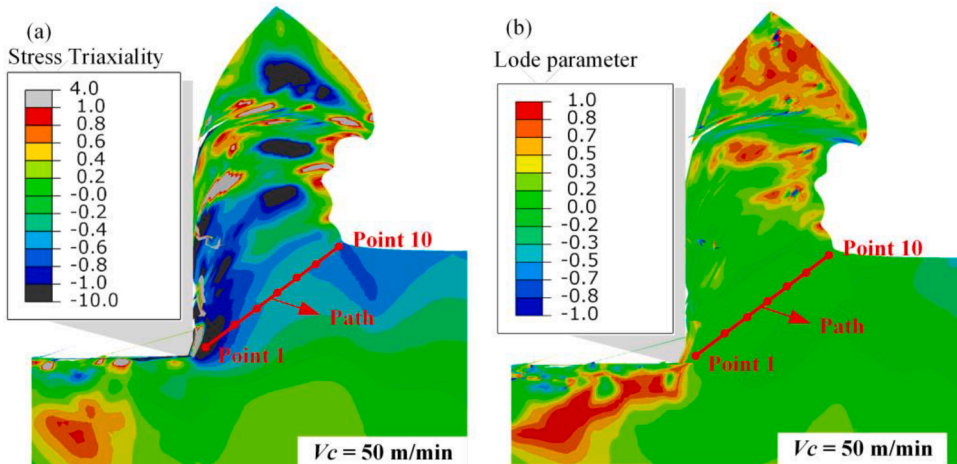 (a)
Stress Triaxiality
4.0
1.0
0.8
0.6
0.4
0.2
-0.0
-0.2
-0.4
-0.6
-0.8
-1.0
-10.0
Point 10
Path
Point 1
Vc = 50 m/min
(b)
Lode parameter
1.0
0.8
0.7
0.5
0.3
0.2
0.0
-0.2
-0.3
-0.5
-0.7
-0.8
-1.0
Point 10
Path
Point 1
Vc = 50 m/min